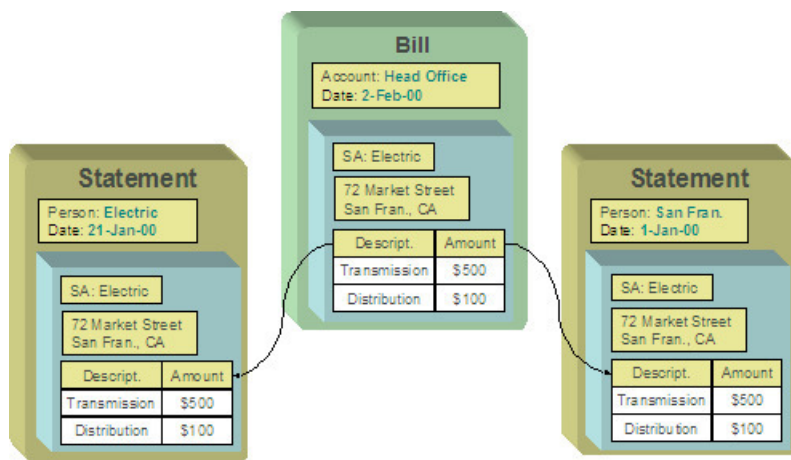 Bill
Account: Head Office
Date: 2-Feb-00
SA: Electric
72 Market Street
San Fran., CA
Descript. Amount
Transmission $500
Distribution $100
Statement
Person: Electric
Date: 21-Jan-00
SA: Electric
72 Market Street
San Fran., CA
Descript. Amount
Transmission $500
Distribution $100
Statement
Person: San Fran.
Date: 1-Jan-00
SA: Electric
72 Market Street
San Fran., CA
Descript. Amount
Transmission $500
Distribution $100